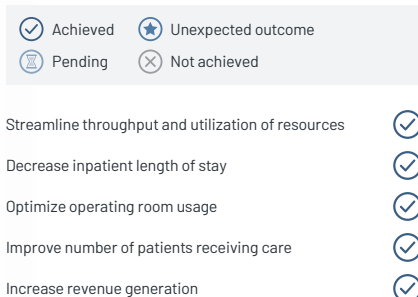 Achieved Unexpected outcome
Pending Not achieved
Streamline throughput and utilization of resources
Decrease inpatient length of stay
Optimize operating room usage
Improve number of patients receiving care
Increase revenue generation